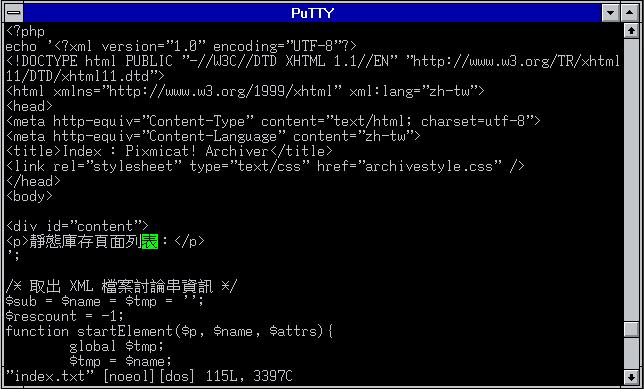 PuTTY
<?php
echo '<?xml version="1.0" encoding="UTF-8"?>
<!DOCTYPE html PUBLIC "-//W3C//DTD XHTML 1.1//EN" "http://www.w3.org/TR/xhtml
11/DTD/xhtml11.dtd">
<html xmlns="http://www.w3.org/1999/xhtml" xml:lang="zh-tw">
<head>
<meta http-equiv="Content-Type" content="text/html; charset=utf-8">
<meta http-equiv="Content-Language" content="zh-tw">
<title>Index : Pixmicat! Archiver</title>
<link rel="stylesheet" type="text/css" href="archivestyle.css" />
</head>
<body>

<div id="content">
<p>靜態庫存頁面列表：</p>
';

/* 取出 XML 檔案討論串資訊 */
$sub = $name = $tmp = '';
$rescount = -1;
function startElement($p, $name, $attrs){
        global $tmp;
        $tmp = $name;
"index.txt" [noeol][dos] 115L, 3397C